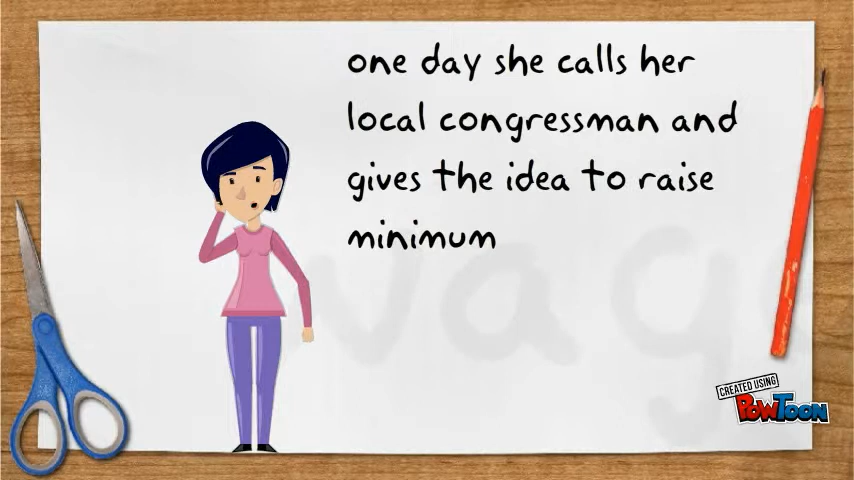 one day she calls her
local congressman and
gives the idea to raise
minimum
CREATED USING
POWTOON